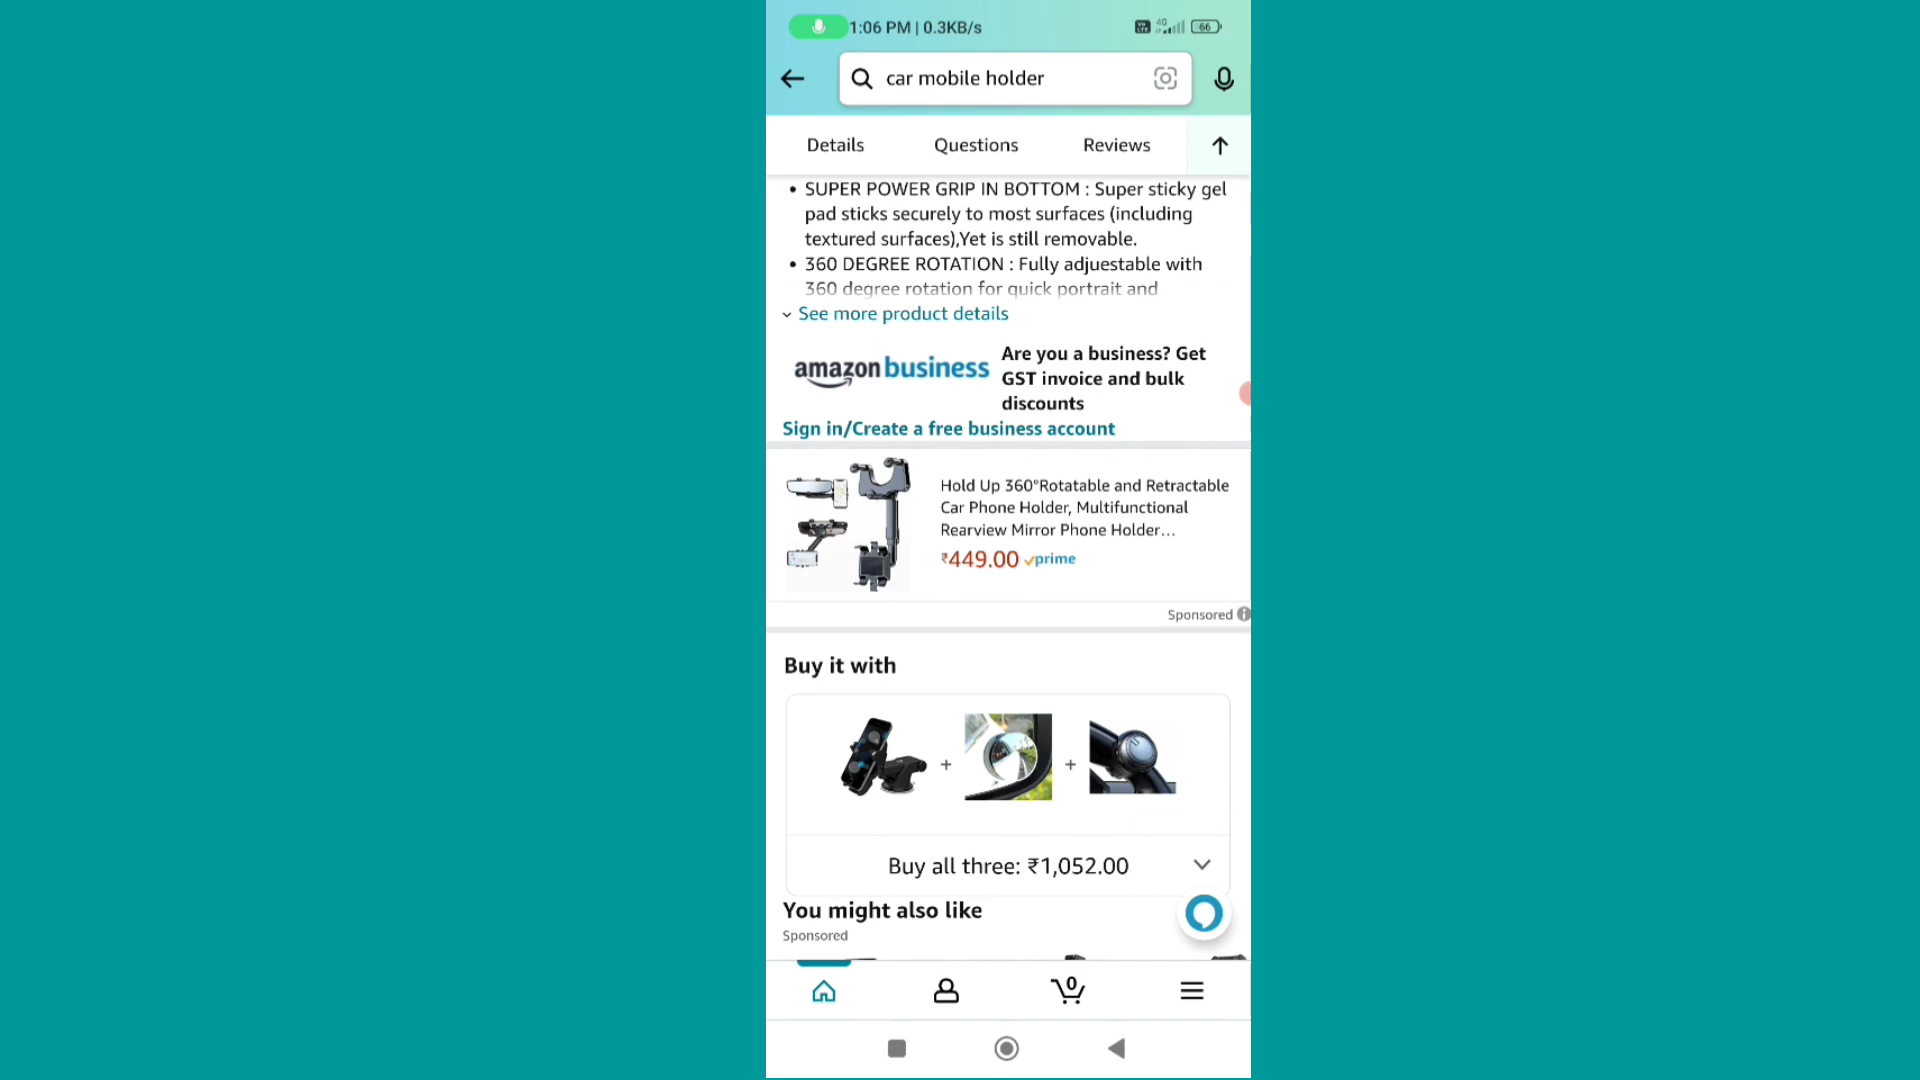 1:06 PM | 0.3KB/s 4G 66
car mobile holder
Details Questions Reviews
• SUPER POWER GRIP IN BOTTOM : Super sticky gel
pad sticks securely to most surfaces (including
textured surfaces),Yet is still removable.
• 360 DEGREE ROTATION : Fully adjuestable with
360 degree rotation for quick portrait and
See more product details
amazon business
Are you a business? Get
GST invoice and bulk
discounts
Sign in/Create a free business account
Hold Up 360°Rotatable and Retractable
Car Phone Holder, Multifunctional
Rearview Mirror Phone Holder...
₹449.00 prime
Sponsored
Buy it with
+ +
Buy all three: ₹1,052.00
You might also like
Sponsored
0